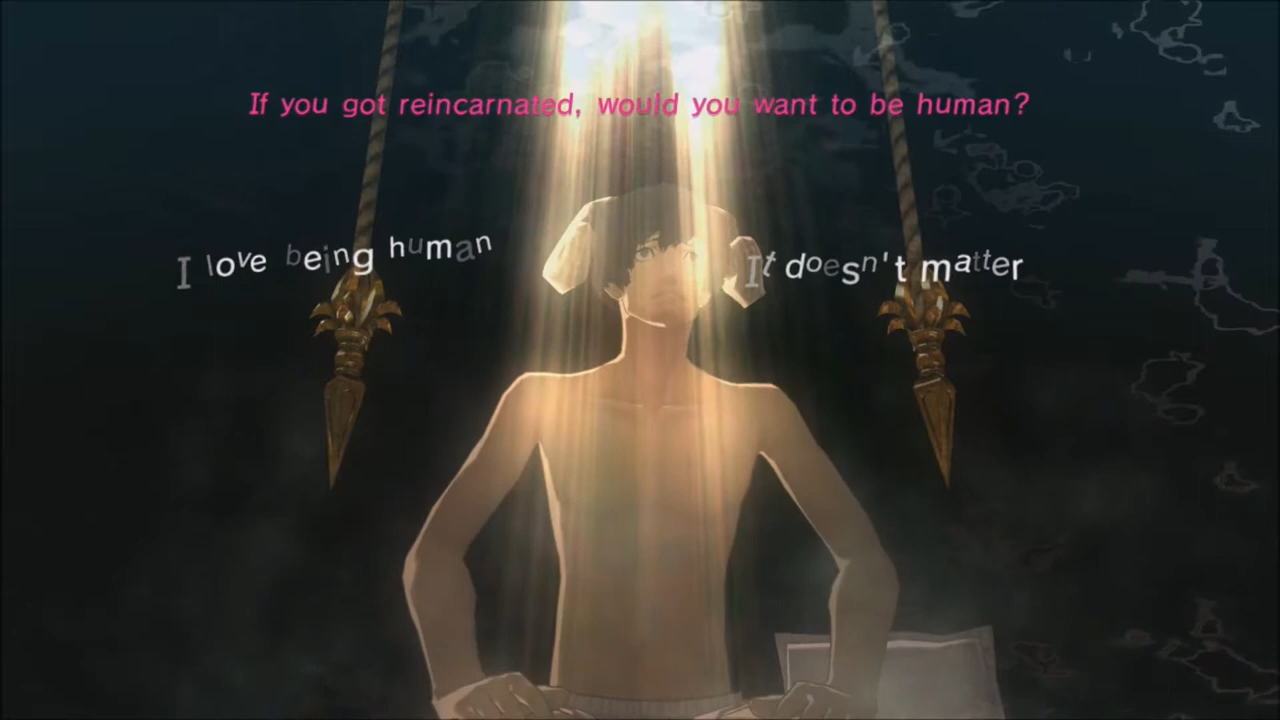 If you got reincarnated, would you want to be human?
I love being human
It doesn't matter